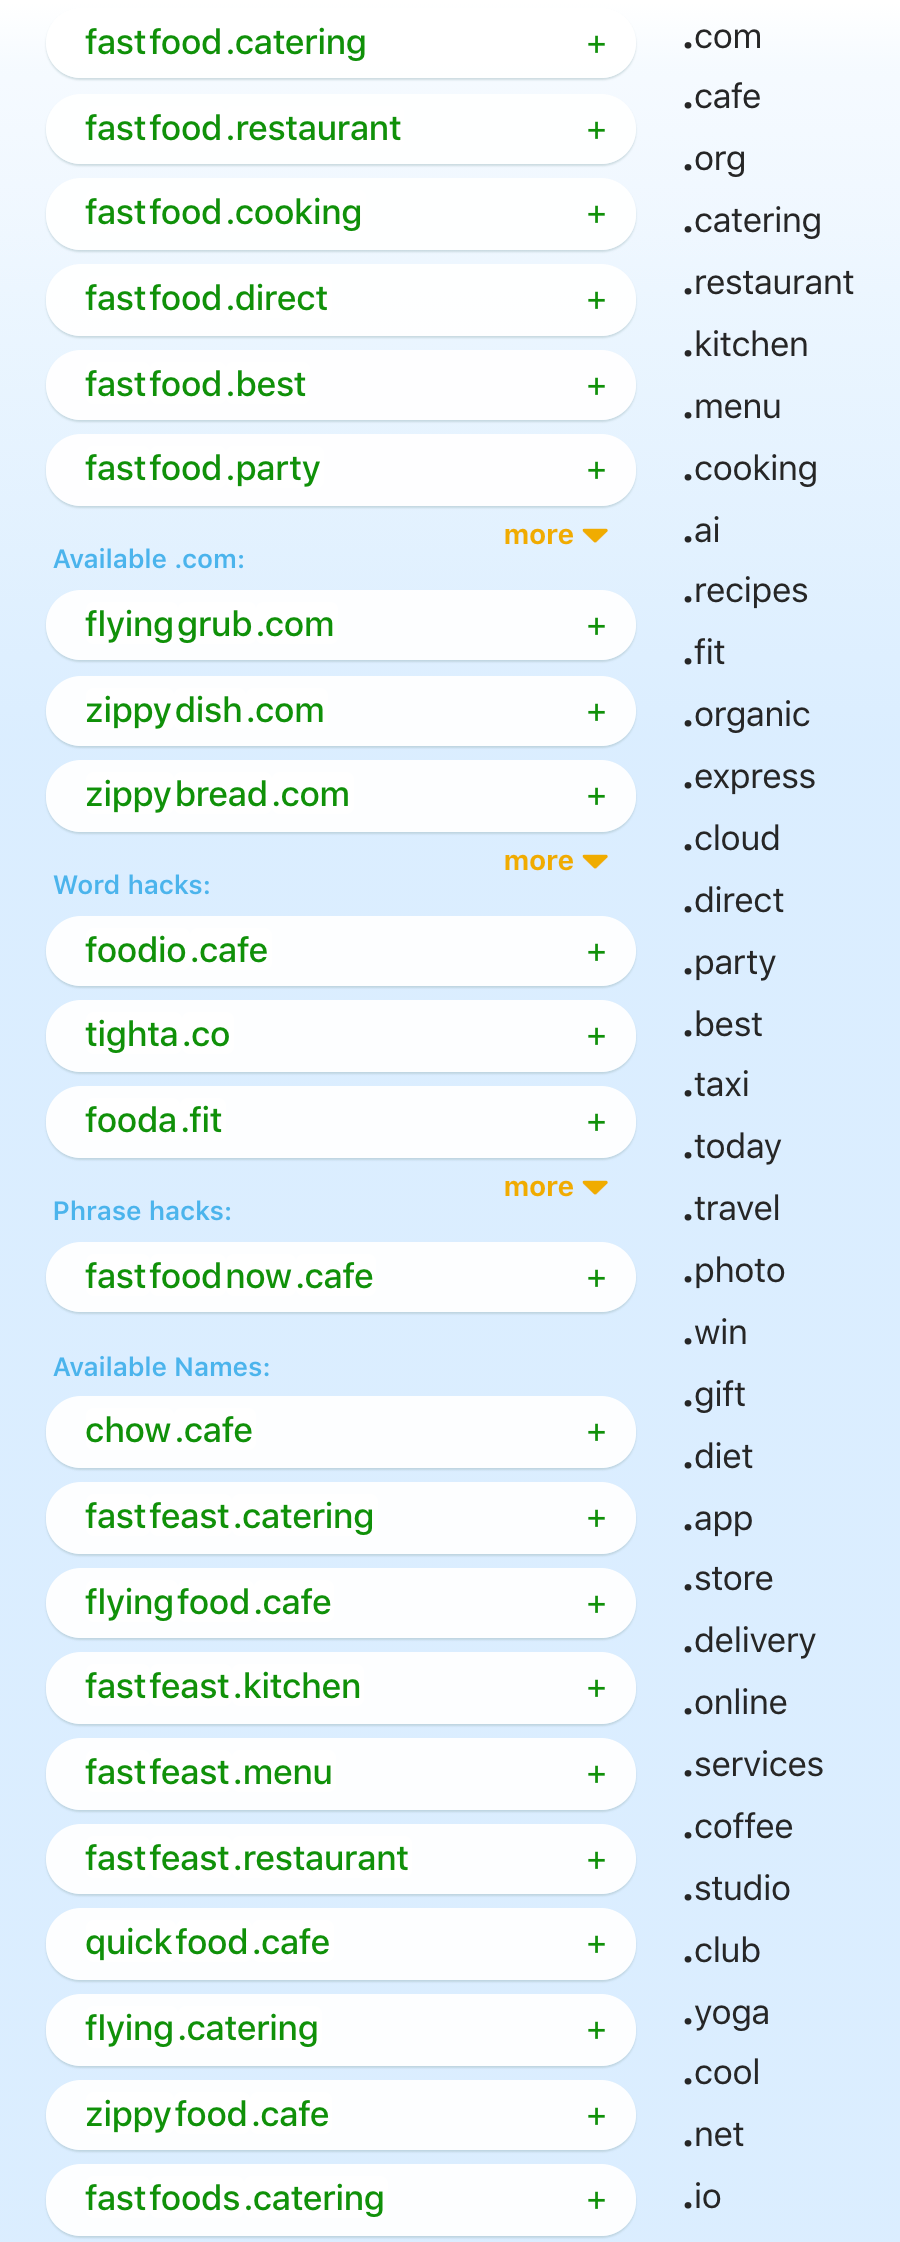 fastfood.catering +
fastfood.restaurant +
fastfood.cooking +
fastfood.direct +
fastfood.best +
fastfood.party +
more
Available .com:
flyinggrub.com +
zippydish.com +
zippybread.com +
more
Word hacks:
foodio.cafe +
tighta.co +
fooda.fit +
more
Phrase hacks:
fastfoodnow.cafe +
Available Names:
chow.cafe +
fastfeast.catering +
flyingfood.cafe +
fastfeast.kitchen +
fastfeast.menu +
fastfeast.restaurant +
quickfood.cafe +
flying.catering +
zippyfood.cafe +
fastfoods.catering +
.com
.cafe
.org
.catering
.restaurant
.kitchen
.menu
.cooking
.ai
.recipes
.fit
.organic
.express
.cloud
.direct
.party
.best
.taxi
.today
.travel
.photo
.win
.gift
.diet
.app
.store
.delivery
.online
.services
.coffee
.studio
.club
.yoga
.cool
.net
.io